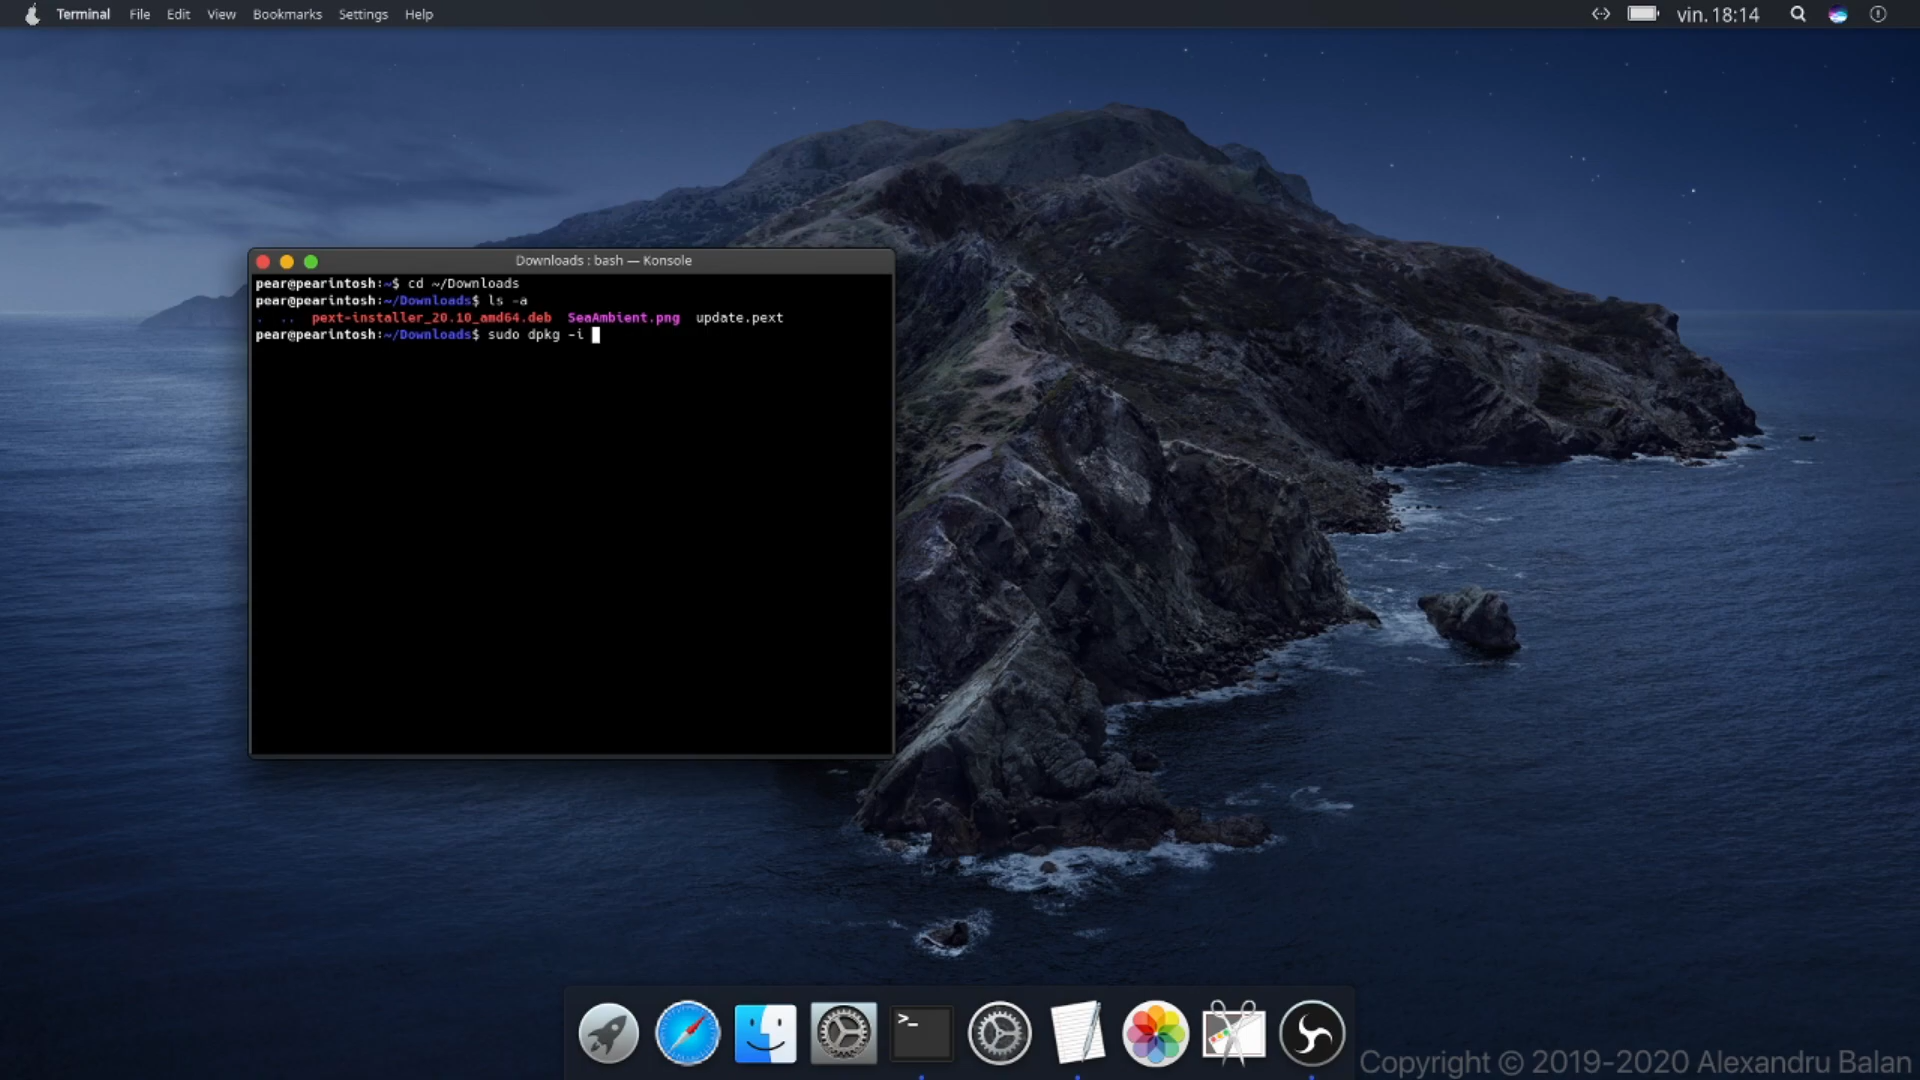 Terminal File Edit View Bookmarks Settings Help vin. 18:14
Downloads : bash — Konsole
pear@pearintosh:~$ cd ~/Downloads
pear@pearintosh:~/Downloads$ ls -a
. .. pext-installer_20.10_amd64.deb SeaAmbient.png update.pext
pear@pearintosh:~/Downloads$ sudo dpkg -i
>_
Copyright © 2019-2020 Alexandru Balan